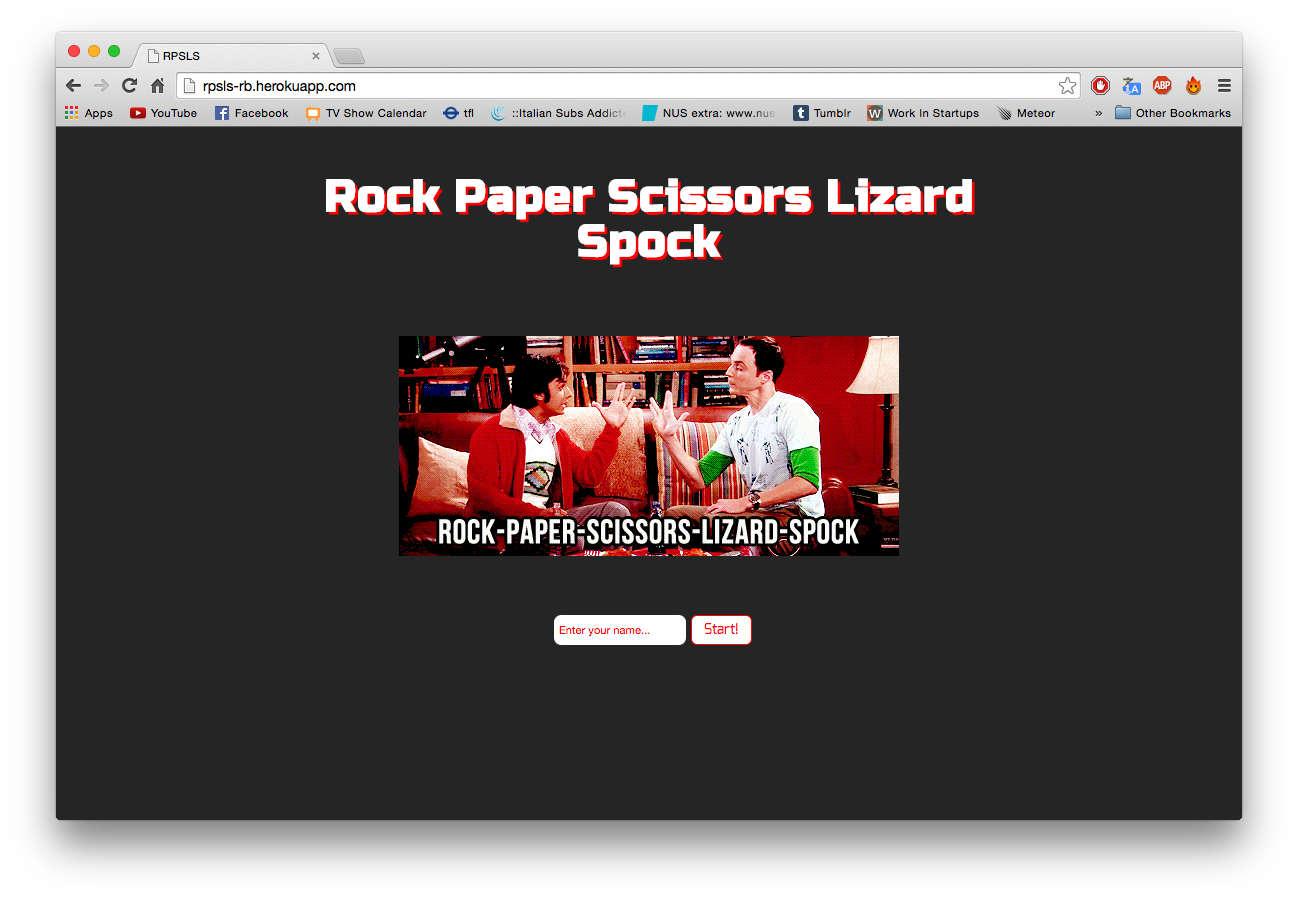 RPSLS
rpsls-rb.herokuapp.com
Apps YouTube Facebook TV Show Calendar tfl ::Italian Subs Addict NUS extra: www.nus Tumblr Work In Startups Meteor » Other Bookmarks
Rock Paper Scissors Lizard
Spock
ROCK-PAPER-SCISSORS-LIZARD-SPOCK
Enter your name... Start!